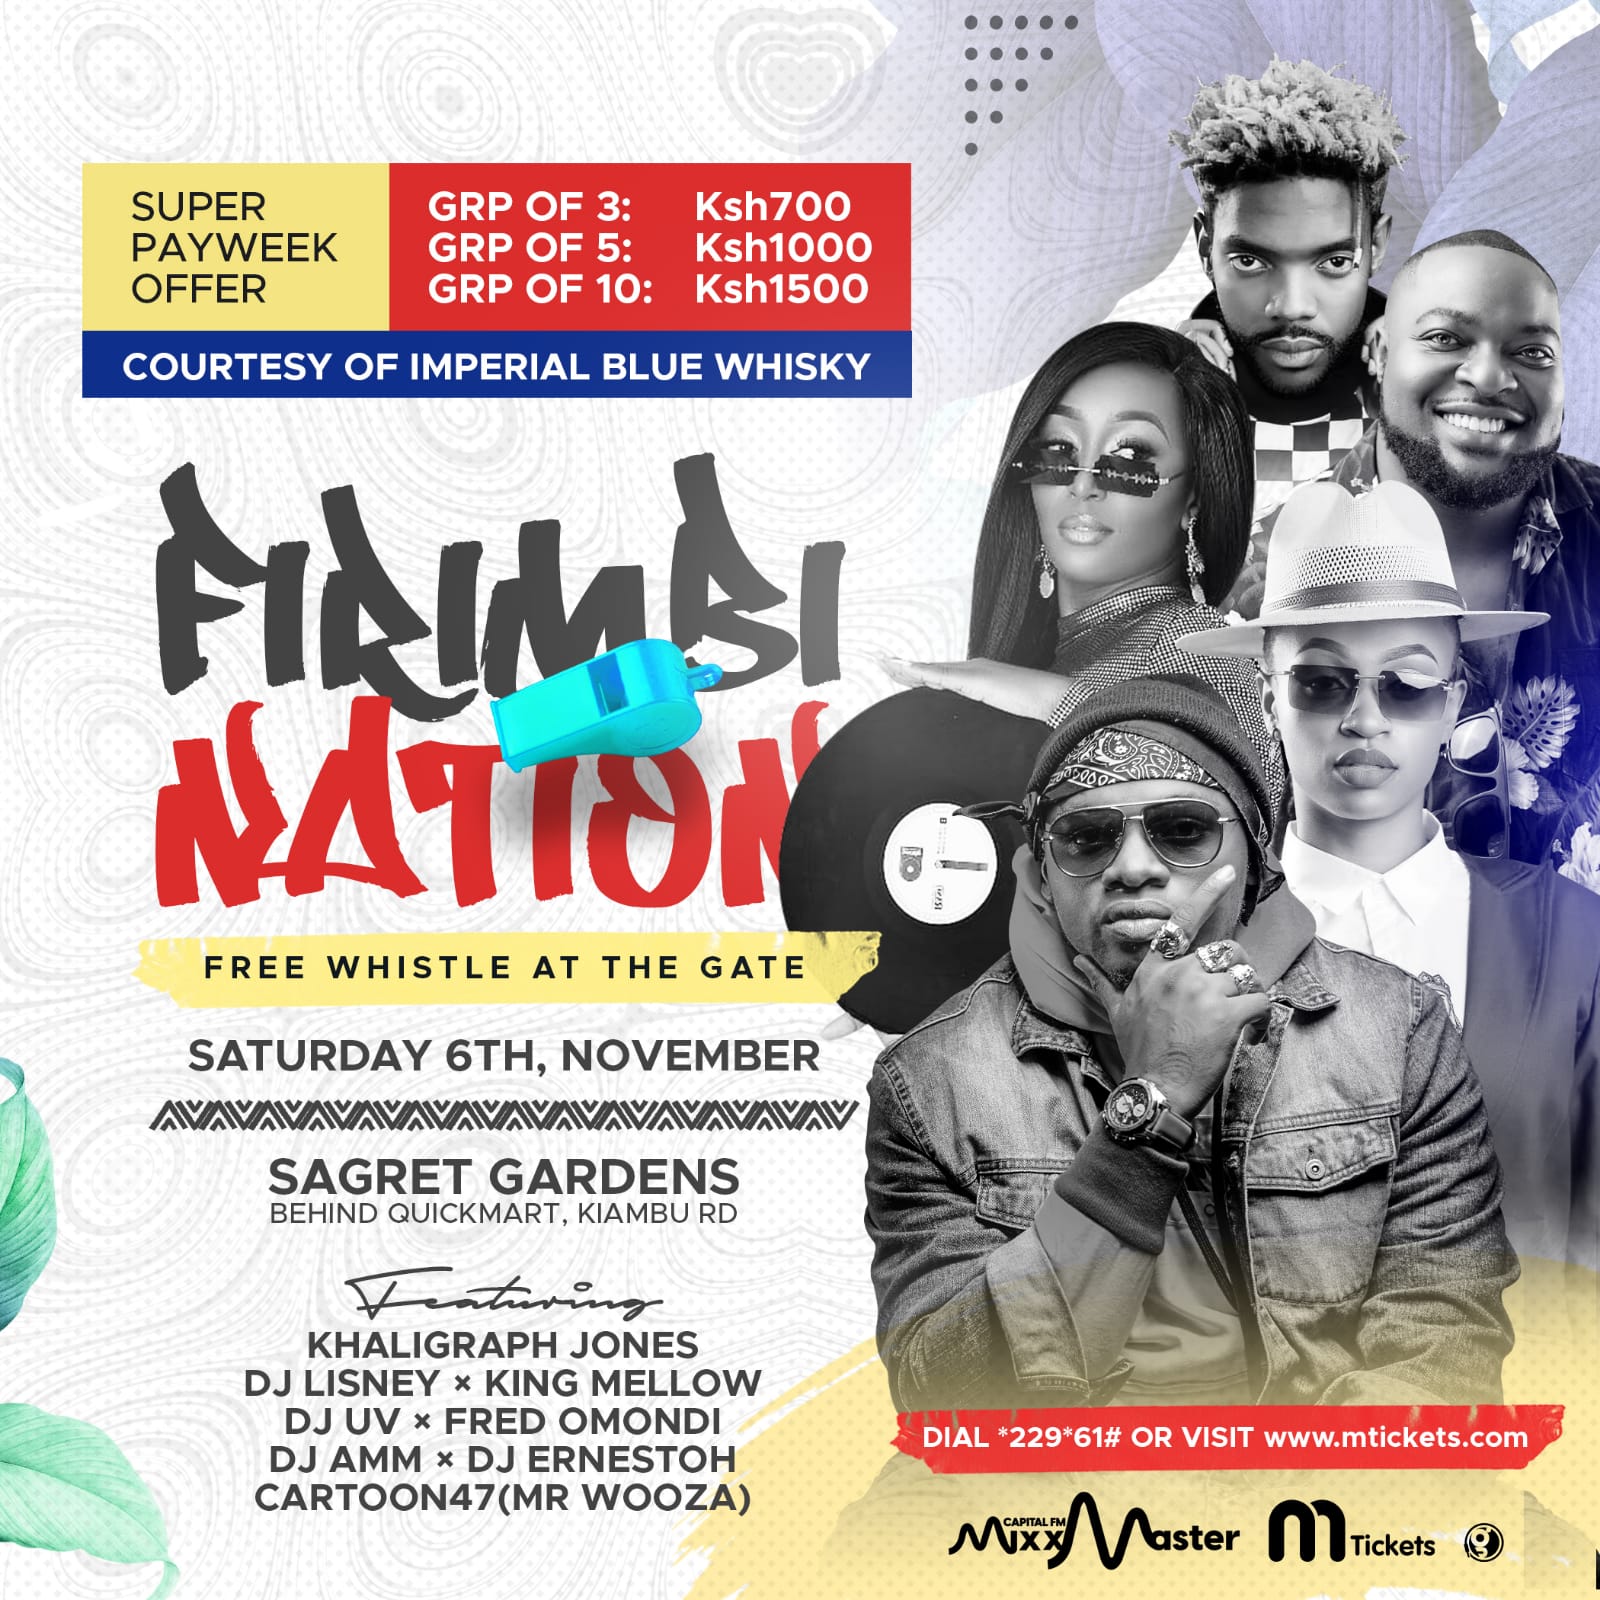 SUPER
PAYWEEK
OFFER
GRP OF 3: Ksh700
GRP OF 5: Ksh1000
GRP OF 10: Ksh1500
COURTESY OF IMPERIAL BLUE WHISKY
FIRIMBI
NATION
FREE WHISTLE AT THE GATE
SATURDAY 6TH, NOVEMBER
SAGRET GARDENS
BEHIND QUICKMART, KIAMBU RD
Featuring
KHALIGRAPH JONES
DJ LISNEY × KING MELLOW
DJ UV × FRED OMONDI
DJ AMM × DJ ERNESTOH
CARTOON47(MR WOOZA)
DIAL *229*61# OR VISIT www.mtickets.com
CAPITAL FM
MixxMaster
m Tickets